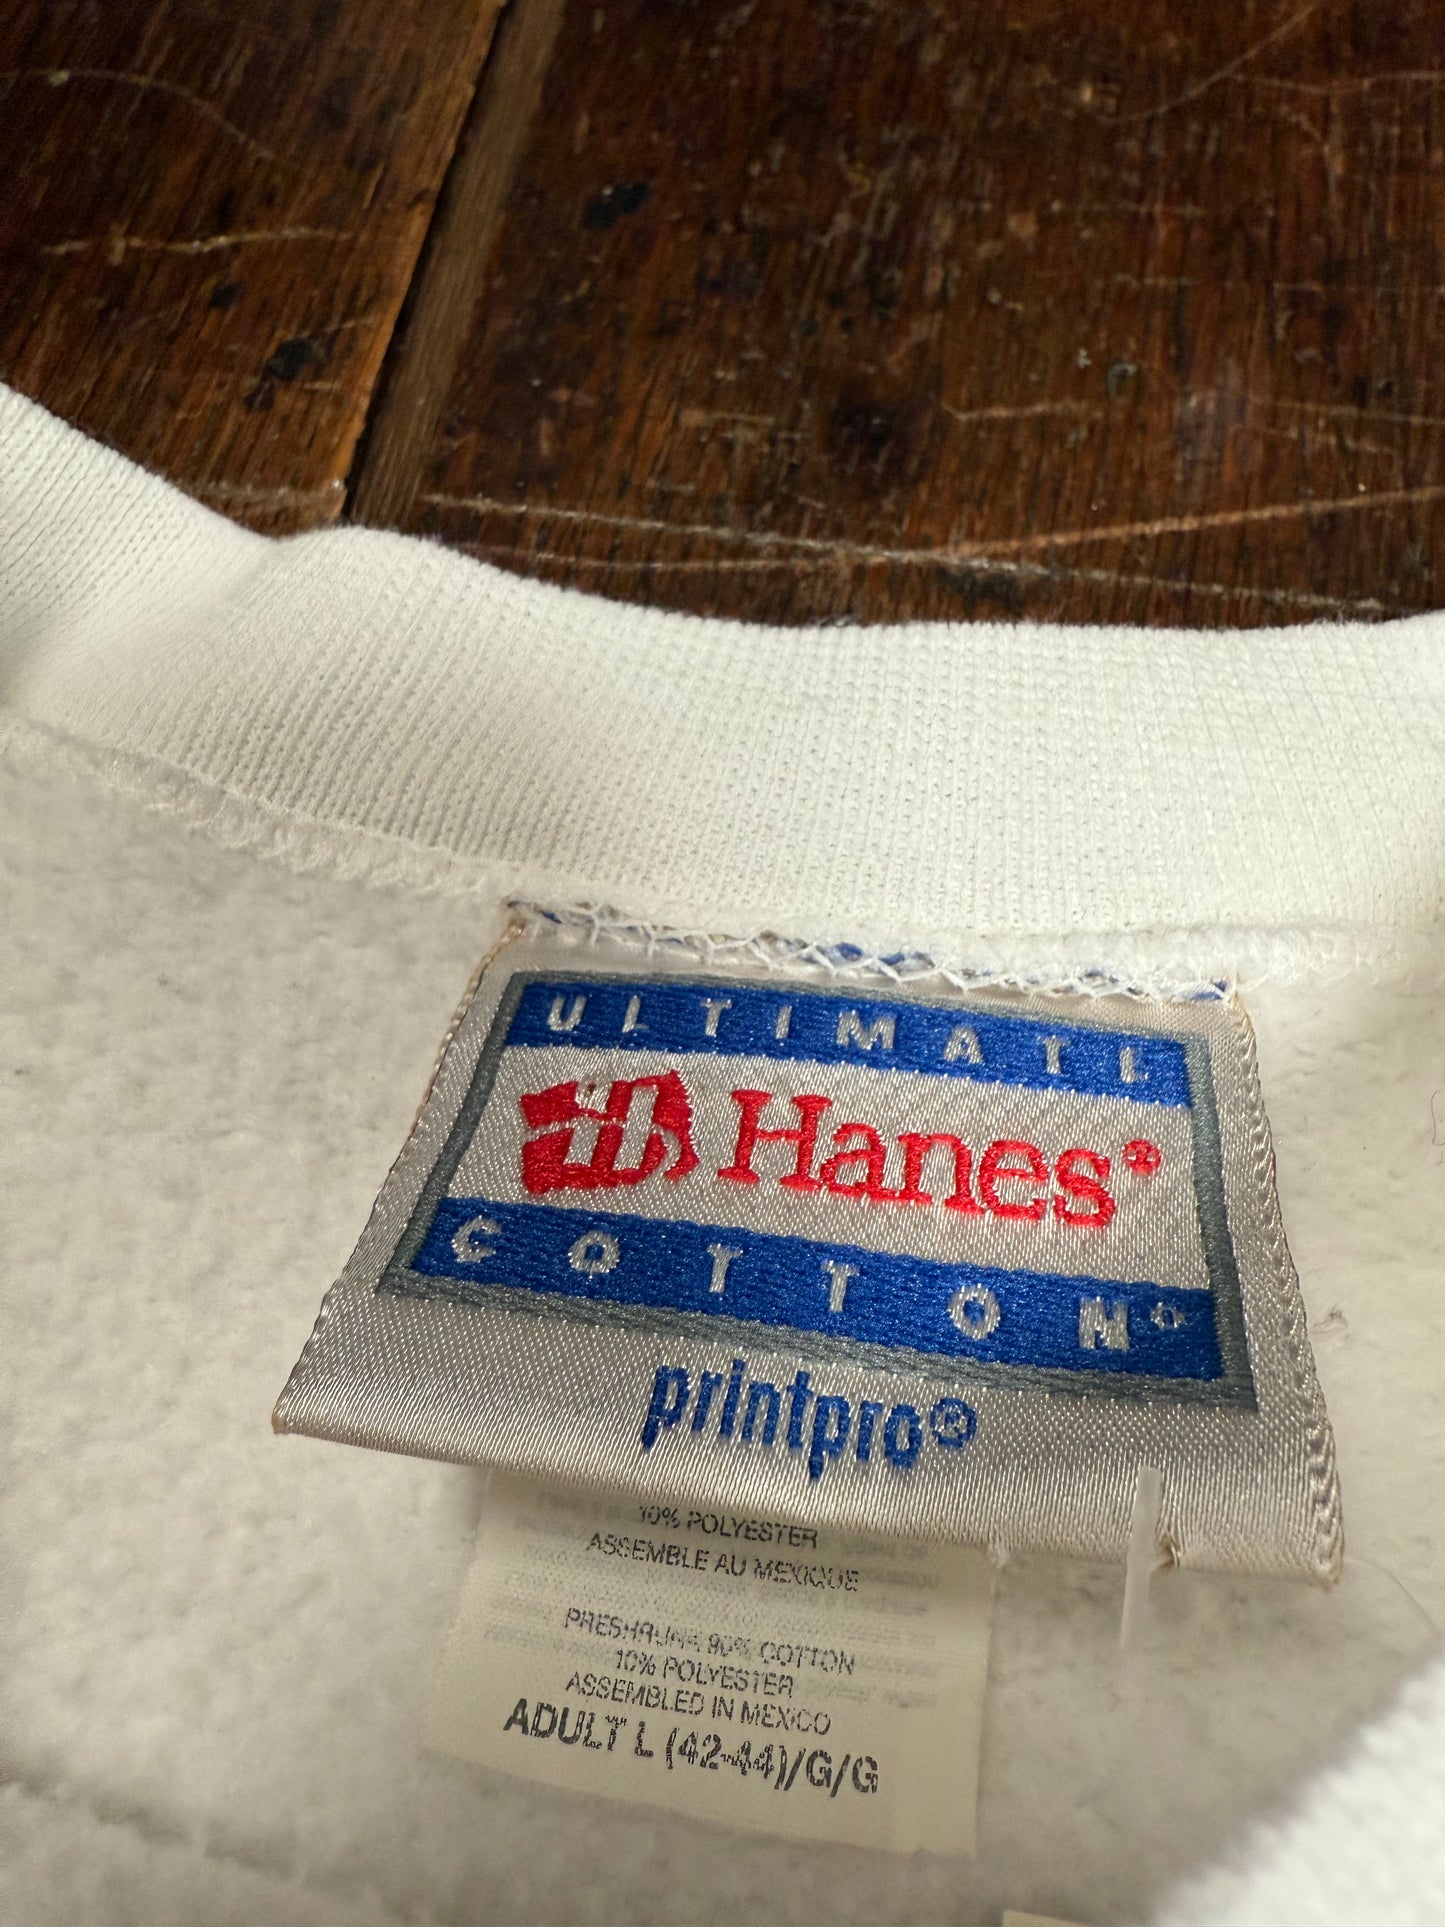 ULTIMATE
Hanes®
COTTON®
printpro®
10% POLYESTER
ASSEMBLE AU MEXIQUE
PRESHRUNK 90% COTTON
10% POLYESTER
ASSEMBLED IN MEXICO
ADULT L (42-44)/G/G